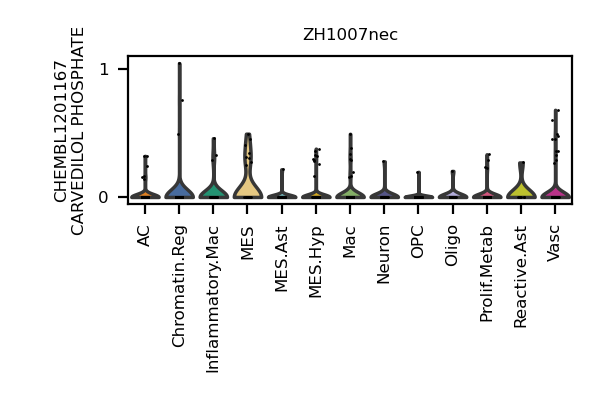 ZH1007nec
CHEMBL1201167
CARVEDILOL PHOSPHATE
1
0
AC
Chromatin.Reg
Inflammatory.Mac
MES
MES.Ast
MES.Hyp
Mac
Neuron
OPC
Oligo
Prolif.Metab
Reactive.Ast
Vasc